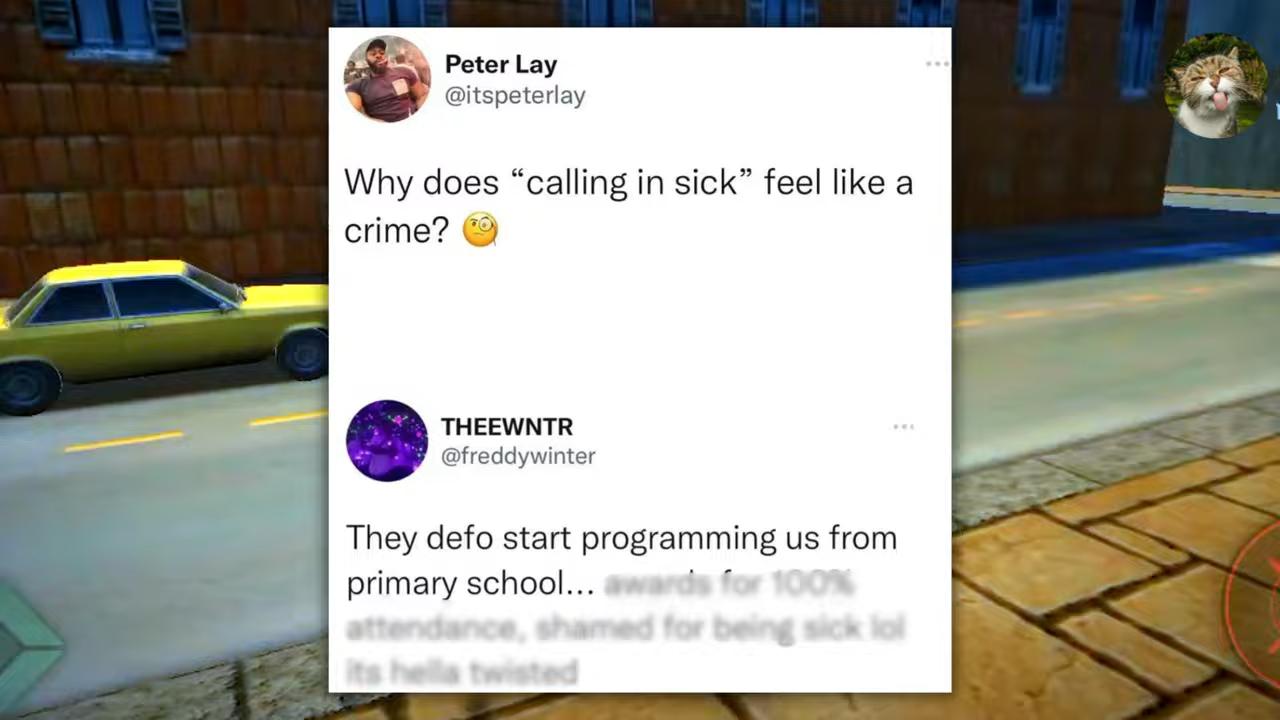 Peter Lay
@itspeterlay
Why does “calling in sick” feel like a
crime? 🧐
THEEWNTR
@freddywinter
They defo start programming us from
primary school... awards for 100%
attendance, shamed for being sick lol
its hella twisted